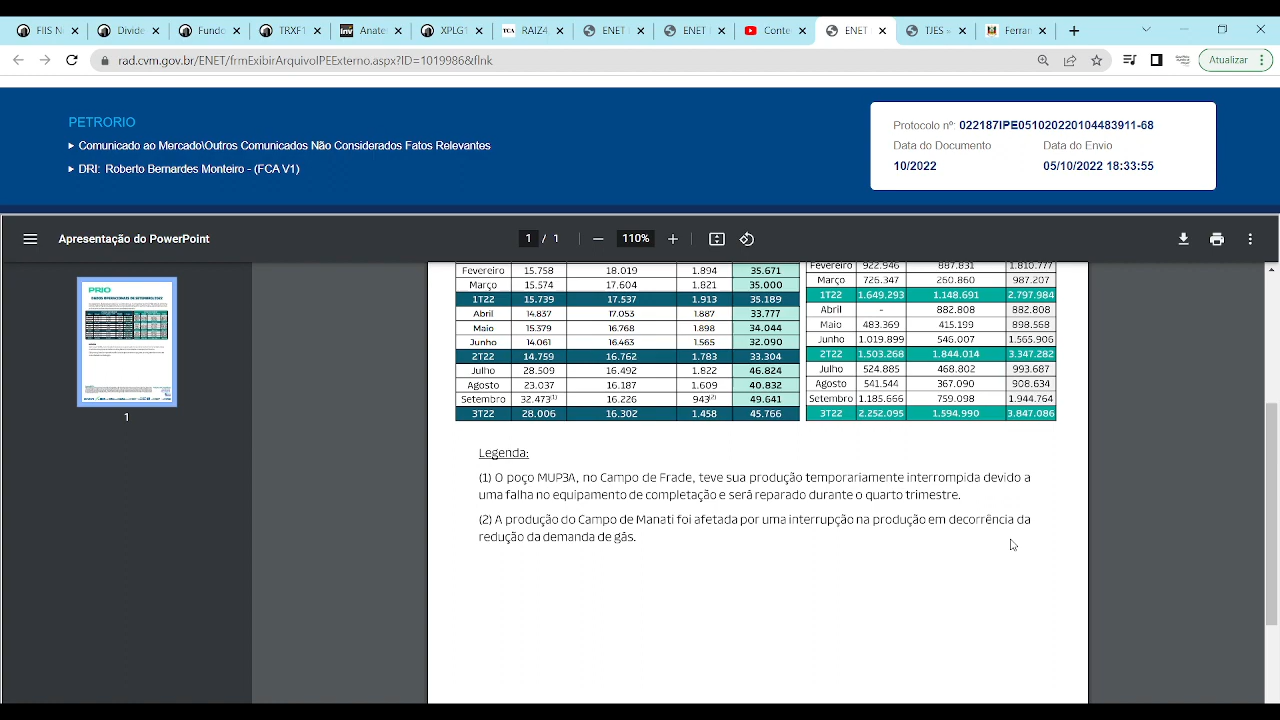 FIIS N
Divide
Fundo
TRXF1
Anate
XPLG1
RAIZ4
ENET
ENET
Conte
ENET
TJES
Ferran
rad.cvm.gov.br/ENET/frmExibirArquivoIPEExterno.aspx?ID=1019956&flnk
Atualizar
PETRORIO
Comunicado ao Mercado\Outros Comunicados Não Considerados Fatos Relevantes
DRI: Roberto Bernardes Monteiro - (FCA V1)
Protocolo nº: 022187IPE051020220104483911-68
Data do Documento Data do Envio
10/2022 05/10/2022 18:33:55
Apresentação do PowerPoint
1 / 1
110%
PRIO
1
Fevereiro 15.758 18.019 1.894 35.671
Março 15.574 17.604 1.821 35.000
1T22 15.739 17.537 1.913 35.189
Abril 14.837 17.053 1.887 33.777
Maio 15.379 16.768 1.898 34.044
Junho 14.061 16.463 1.565 32.090
2T22 14.759 16.762 1.783 33.304
Julho 28.509 16.492 1.822 46.824
Agosto 23.037 16.187 1.609 40.832
Setembro 32.473(1) 16.226 943(2) 49.641
3T22 28.006 16.302 1.458 45.766
Fevereiro 922.946 887.831 1.810.777
Março 726.347 260.860 987.207
1T22 1.649.293 1.148.691 2.797.984
Abril - 882.808 882.808
Maio 483.369 415.199 898.568
Junho 1.019.899 546.007 1.565.906
2T22 1.503.268 1.844.014 3.347.282
Julho 524.885 468.802 993.687
Agosto 541.544 367.090 908.634
Setembro 1.185.666 759.098 1.944.764
3T22 2.252.095 1.594.990 3.847.086
Legenda:
(1) O poço MUP3A, no Campo de Frade, teve sua produção temporariamente interrompida devido a
uma falha no equipamento de completação e será reparado durante o quarto trimestre.
(2) A produção do Campo de Manati foi afetada por uma interrupção na produção em decorrência da
redução da demanda de gás.